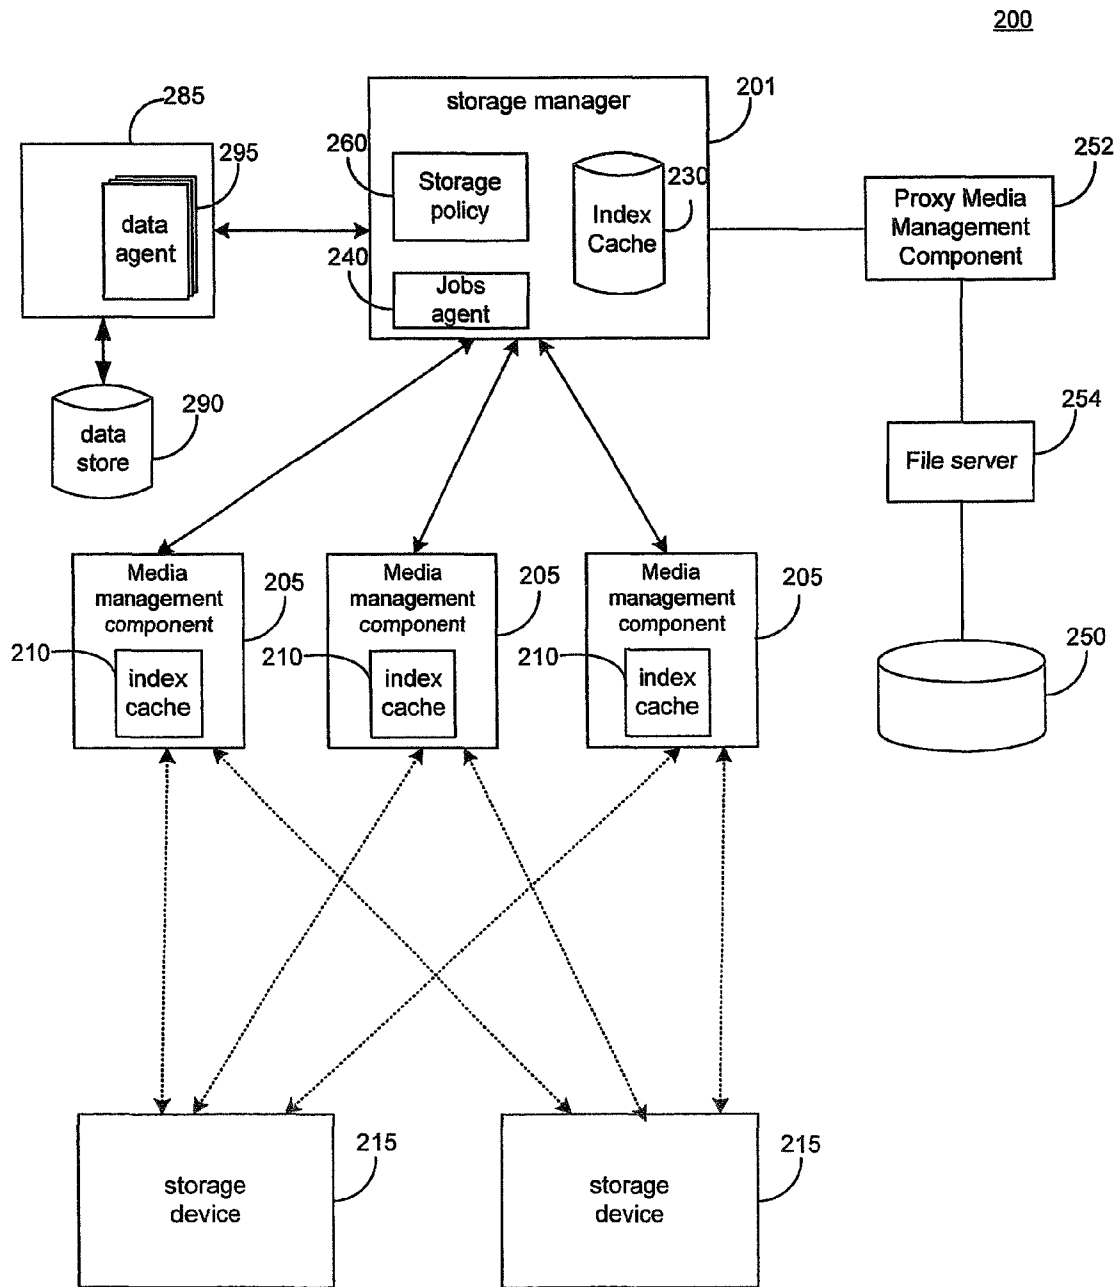 200
285
295
data
agent
290
data
store
storage manager
201
260
Storage
policy
240
Jobs
agent
230
Index
Cache
252
Proxy Media
Management
Component
254
File server
250
Media
management
component
205
210
index
cache
Media
management
component
205
210
index
cache
Media
management
component
205
210
index
cache
storage
device
215
storage
device
215